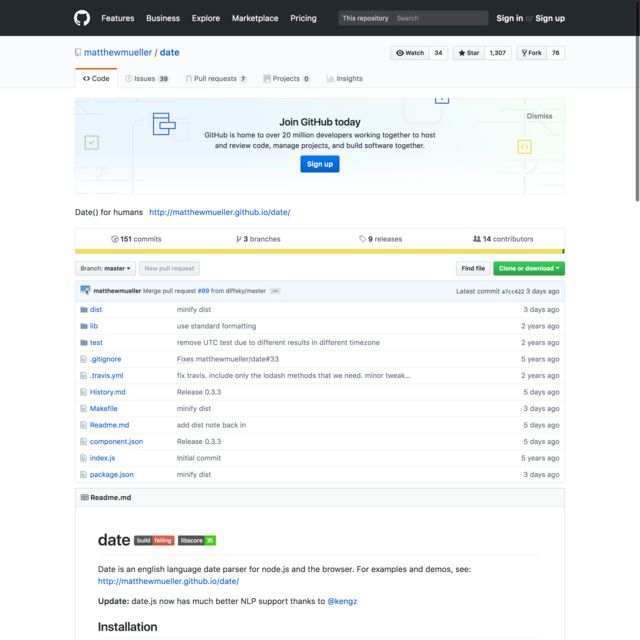 Features Business Explore Marketplace Pricing This repository Search Sign in or Sign up
matthewmueller / date Watch 34 Star 1,307 Fork 76
Code Issues 39 Pull requests 7 Projects 0 Insights
Join GitHub today
Dismiss
GitHub is home to over 20 million developers working together to host
and review code, manage projects, and build software together.
Sign up
Date() for humans http://matthewmueller.github.io/date/
151 commits 3 branches 9 releases 14 contributors
Branch: master New pull request Find file Clone or download
matthewmueller Merge pull request #89 from diffsky/master ... Latest commit a7cc422 3 days ago
dist minify dist 3 days ago
lib use standard formatting 2 years ago
test remove UTC test due to different results in different timezone 2 years ago
.gitignore Fixes matthewmueller/date#33 5 years ago
.travis.yml fix travis. include only the lodash methods that we need. minor tweak... 2 years ago
History.md Release 0.3.3 5 days ago
Makefile minify dist 3 days ago
Readme.md add dist note back in 5 days ago
component.json Release 0.3.3 5 days ago
index.js Initial commit 5 years ago
package.json minify dist 3 days ago
Readme.md
date build failing libscore 35
Date is an english language date parser for node.js and the browser. For examples and demos, see:
http://matthewmueller.github.io/date/
Update: date.js now has much better NLP support thanks to @kengz
Installation